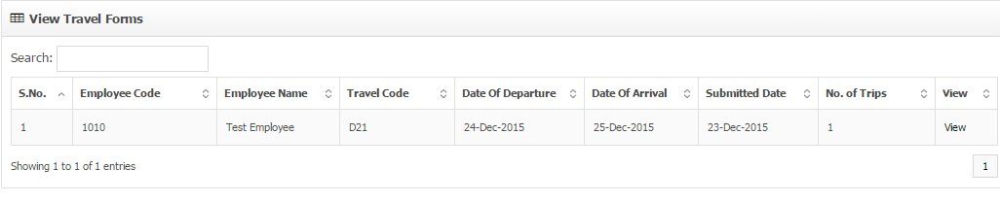 View Travel Forms
Search:
S.No. Employee Code Employee Name Travel Code Date Of Departure Date Of Arrival Submitted Date No. of Trips View
1 1010 Test Employee D21 24-Dec-2015 25-Dec-2015 23-Dec-2015 1 View
Showing 1 to 1 of 1 entries 1